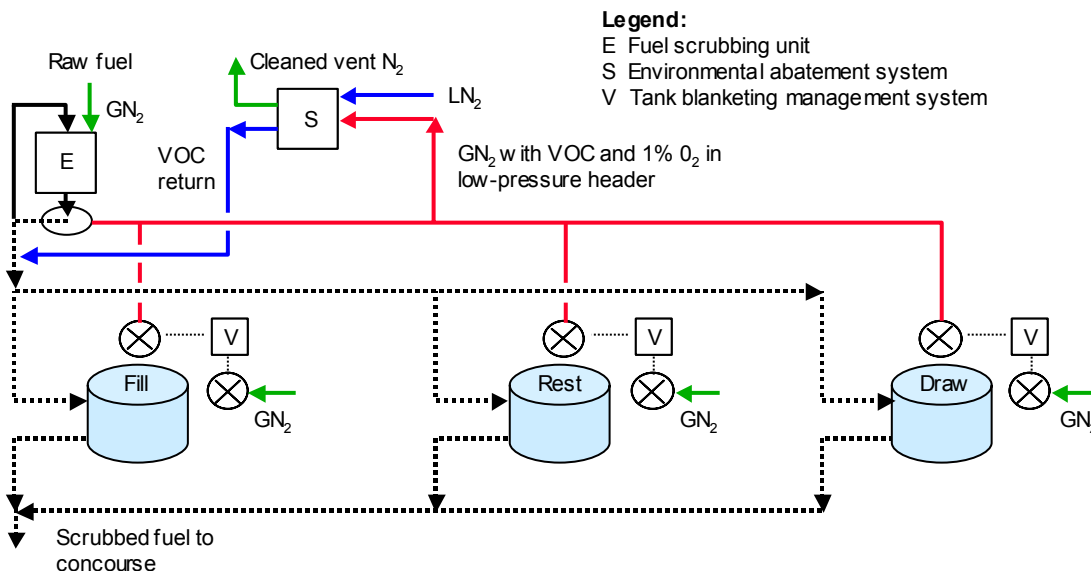 Legend:
E Fuel scrubbing unit
S Environmental abatement system
V Tank blanketing management system
Raw fuel
GN₂
E
Cleaned vent N₂
S
LN₂
VOC
return
GN₂ with VOC and 1% 0₂ in
low-pressure header
V
V
V
Fill
Rest
Draw
GN₂
GN₂
GN₂
Scrubbed fuel to
concourse